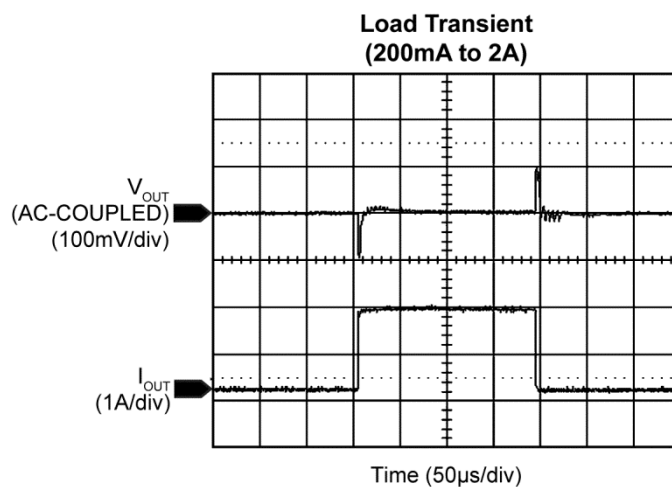 Load Transient
(200mA to 2A)
VOUT
(AC-COUPLED)
(100mV/div)
IOUT
(1A/div)
Time (50µs/div)